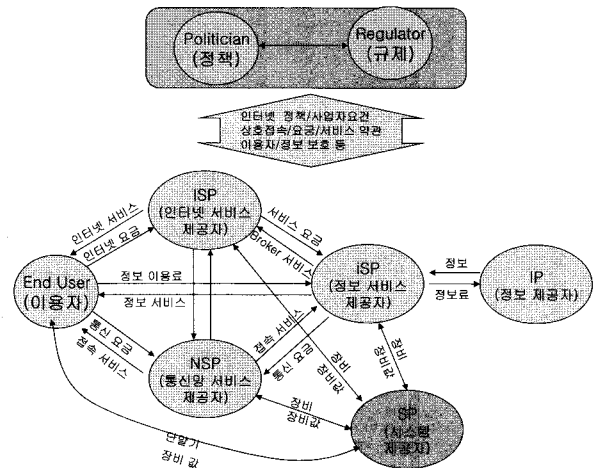 Politician
(정책)
Regulator
(규제)
인터넷 정책/사업자요건
상호접속/요금/서비스 약관
이용자/정보 보호 등
ISP
(인터넷 서비스
제공자)
인터넷 서비스
인터넷 요금
서비스 요금
Broker 서비스
End User
(이용자)
정보 이용료
정보 서비스
iSP
(정보 서비스
제공자)
정보
정보료
IP
(정보 제공자)
통신 요금
접속 서비스
NSP
(통신망 서비스
제공자)
접속 서비스
통신 요금
장비
장비값
장비
장비값
장비
장비값
SP
(시스템
제공자)
단말기
장비 값